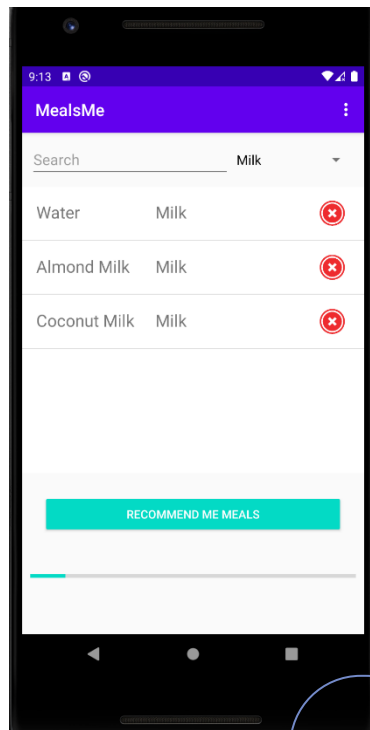 9:13
MealsMe
Search Milk
Water Milk
Almond Milk Milk
Coconut Milk Milk
RECOMMEND ME MEALS